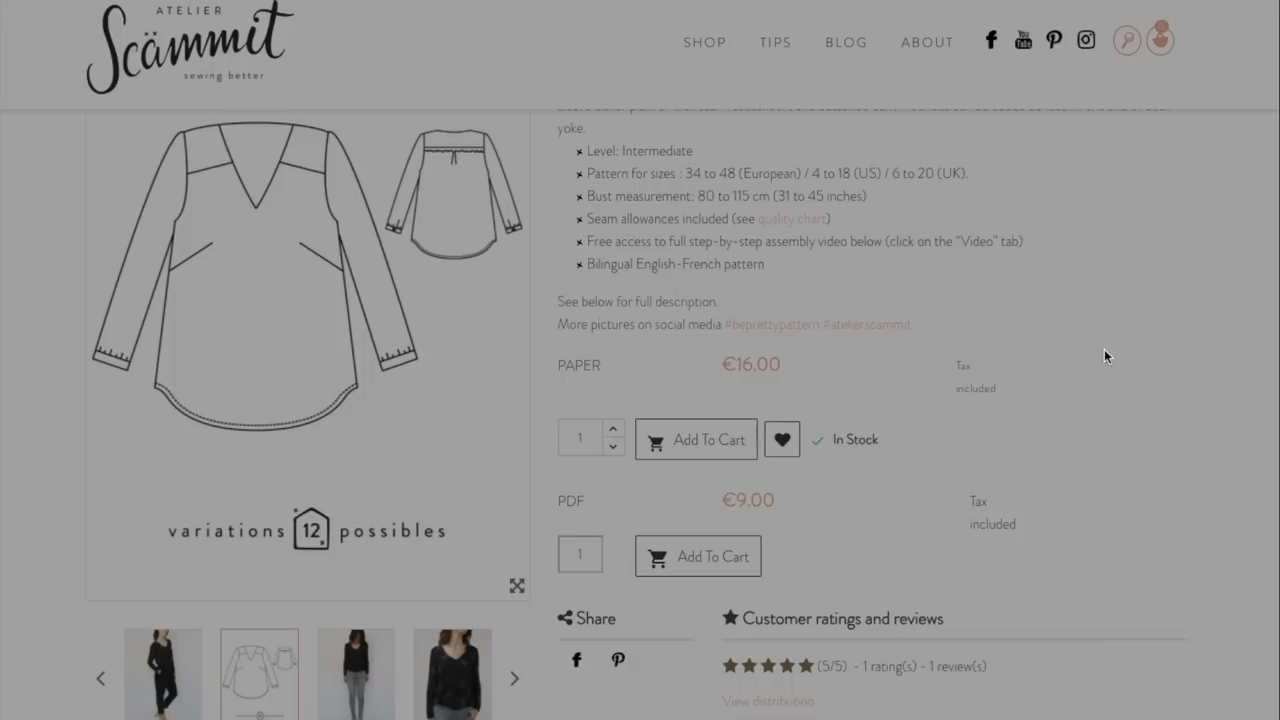 ATELIER
Scämmit
sewing better
SHOP TIPS BLOG ABOUT
You
Tube
yoke.
Level: Intermediate
Pattern for sizes : 34 to 48 (European) / 4 to 18 (US) / 6 to 20 (UK).
Bust measurement: 80 to 115 cm (31 to 45 inches)
Seam allowances included (see quality chart)
Free access to full step-by-step assembly video below (click on the "Video" tab)
Bilingual English-French pattern
See below for full description.
More pictures on social media #beprettypattern #atelierscammit
PAPER €16.00 Tax
included
1 Add To Cart In Stock
PDF €9.00 Tax
included
1 Add To Cart
variations 12 possibles
Share
Customer ratings and reviews
(5/5) - 1 rating(s) - 1 review(s)
View distribution